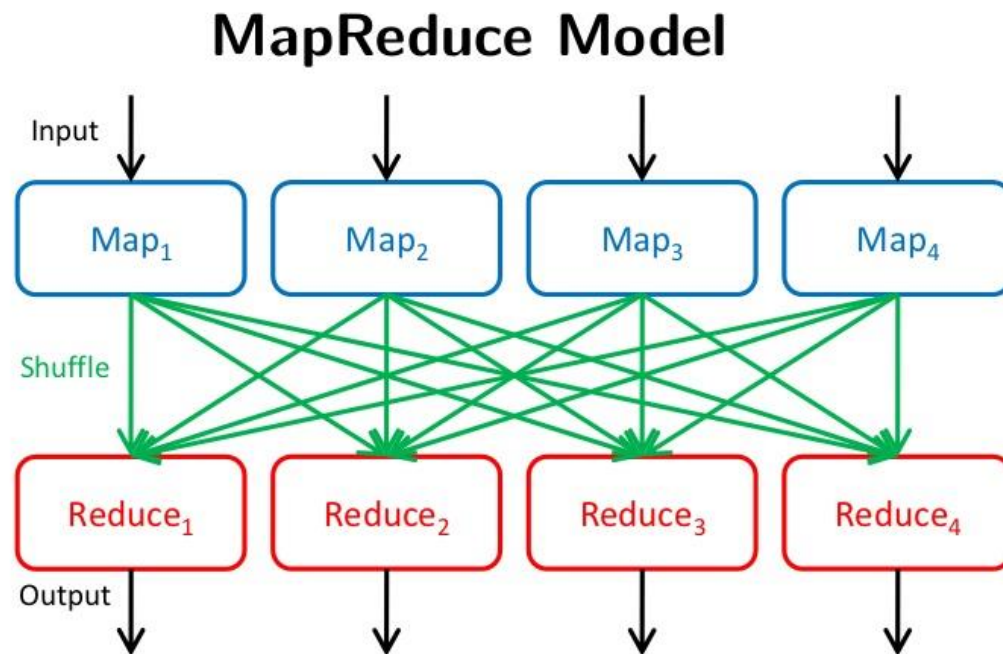 MapReduce Model
Input
Map₁ Map₂ Map₃ Map₄
Shuffle
Reduce₁ Reduce₂ Reduce₃ Reduce₄
Output